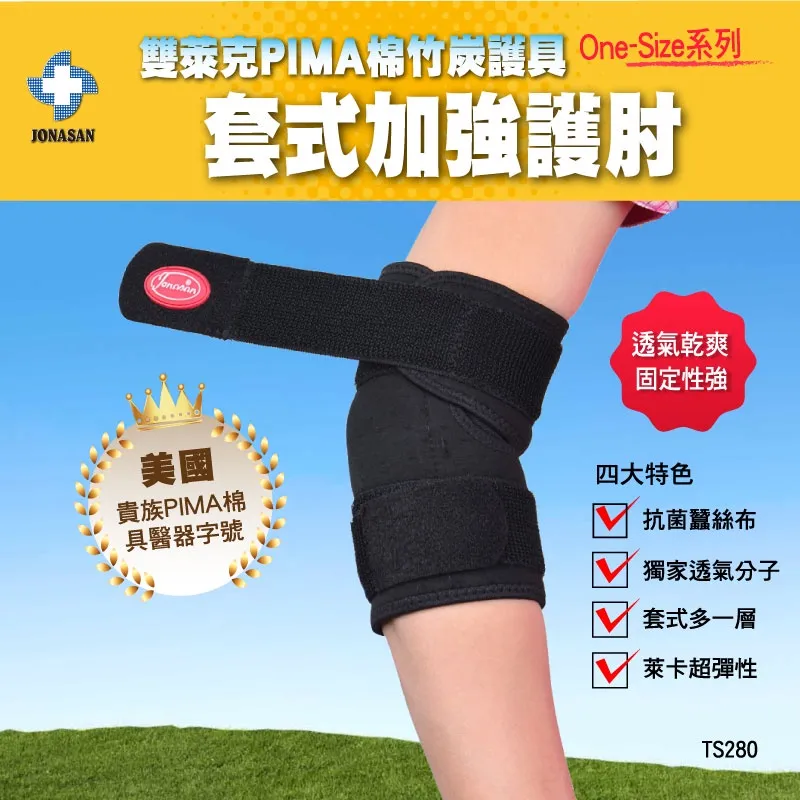 雙萊克PIMA棉竹炭護具
One-Size系列
套式加強護肘
JONASAN
Jonasan
美國
貴族PIMA棉
具醫器字號
透氣乾爽
固定性強
四大特色
抗菌蠶絲布
獨家透氣分子
套式多一層
萊卡超彈性
TS280